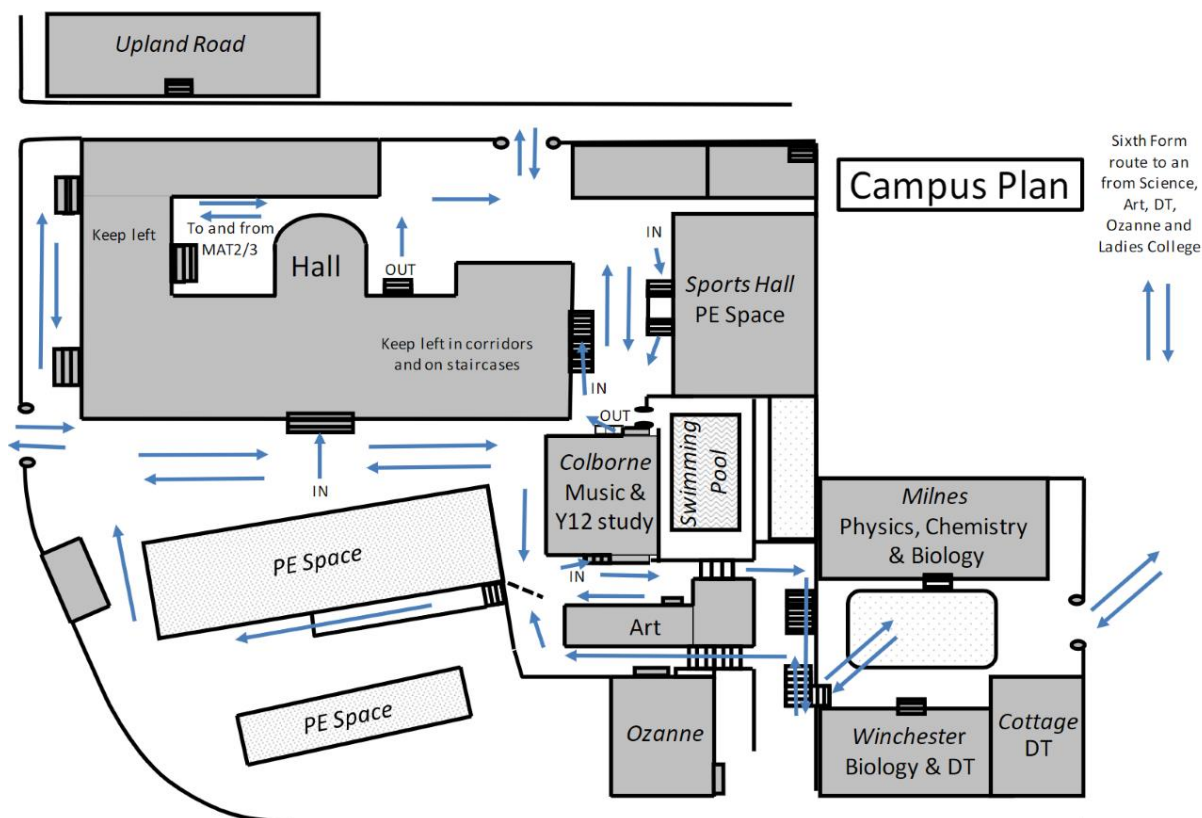 Upland Road
Campus Plan
Sixth Form
route to an
from Science,
Art, DT,
Ozanne and
Ladies College
Keep left
To and from
MAT2/3
Hall
OUT
IN
Sports Hall
PE Space
Keep left in corridors
and on staircases
IN
OUT
IN
Colborne
Music &
Y12 study
Swimming
Pool
IN
PE Space
Milnes
Physics, Chemistry
& Biology
Art
PE Space
Ozanne
Winchester
Biology & DT
Cottage
DT